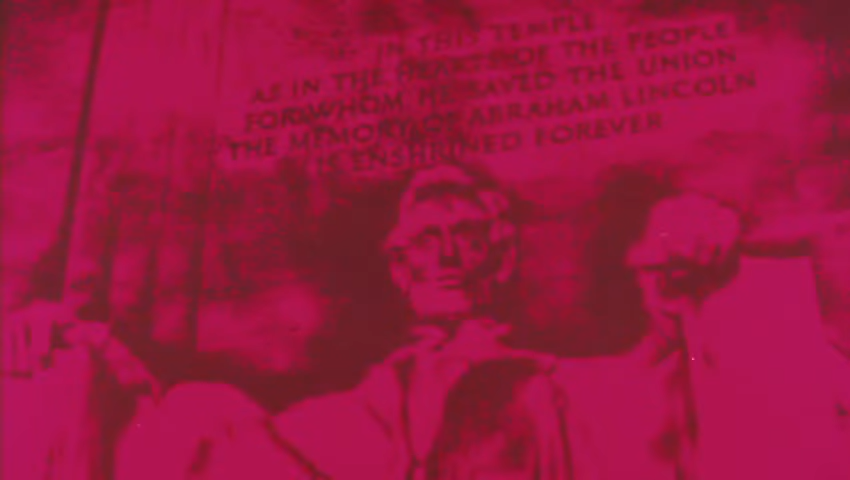 IN THIS TEMPLE
AS IN THE HEARTS OF THE PEOPLE
FOR WHOM HE SAVED THE UNION
THE MEMORY OF ABRAHAM LINCOLN
IS ENSHRINED FOREVER